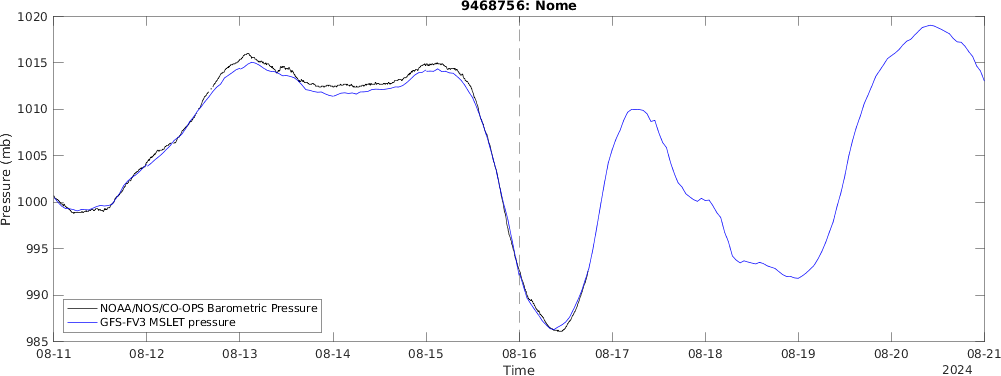 9468756: Nome
1020
1015
1010
1005
1000
995
990
985
Pressure (mb)
NOAA/NOS/CO-OPS Barometric Pressure
GFS-FV3 MSLET pressure
08-11 08-12 08-13 08-14 08-15 08-16 08-17 08-18 08-19 08-20 08-21
Time
2024